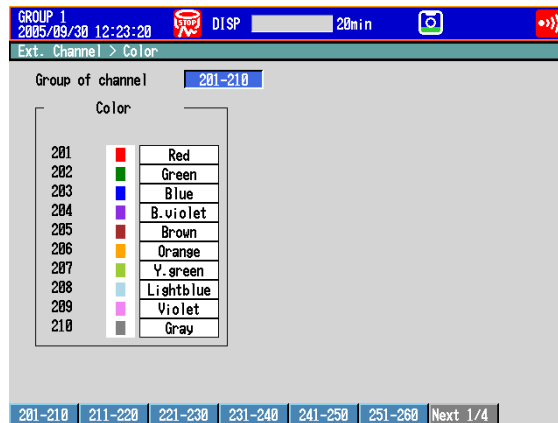 GROUP 1
2005/09/30 12:23:20 STOP DISP 20min
Ext. Channel > Color
Group of channel 201-210
Color
201 Red
202 Green
203 Blue
204 B.violet
205 Brown
206 Orange
207 Y.green
208 Lightblue
209 Violet
210 Gray
201-210 211-220 221-230 231-240 241-250 251-260 Next 1/4